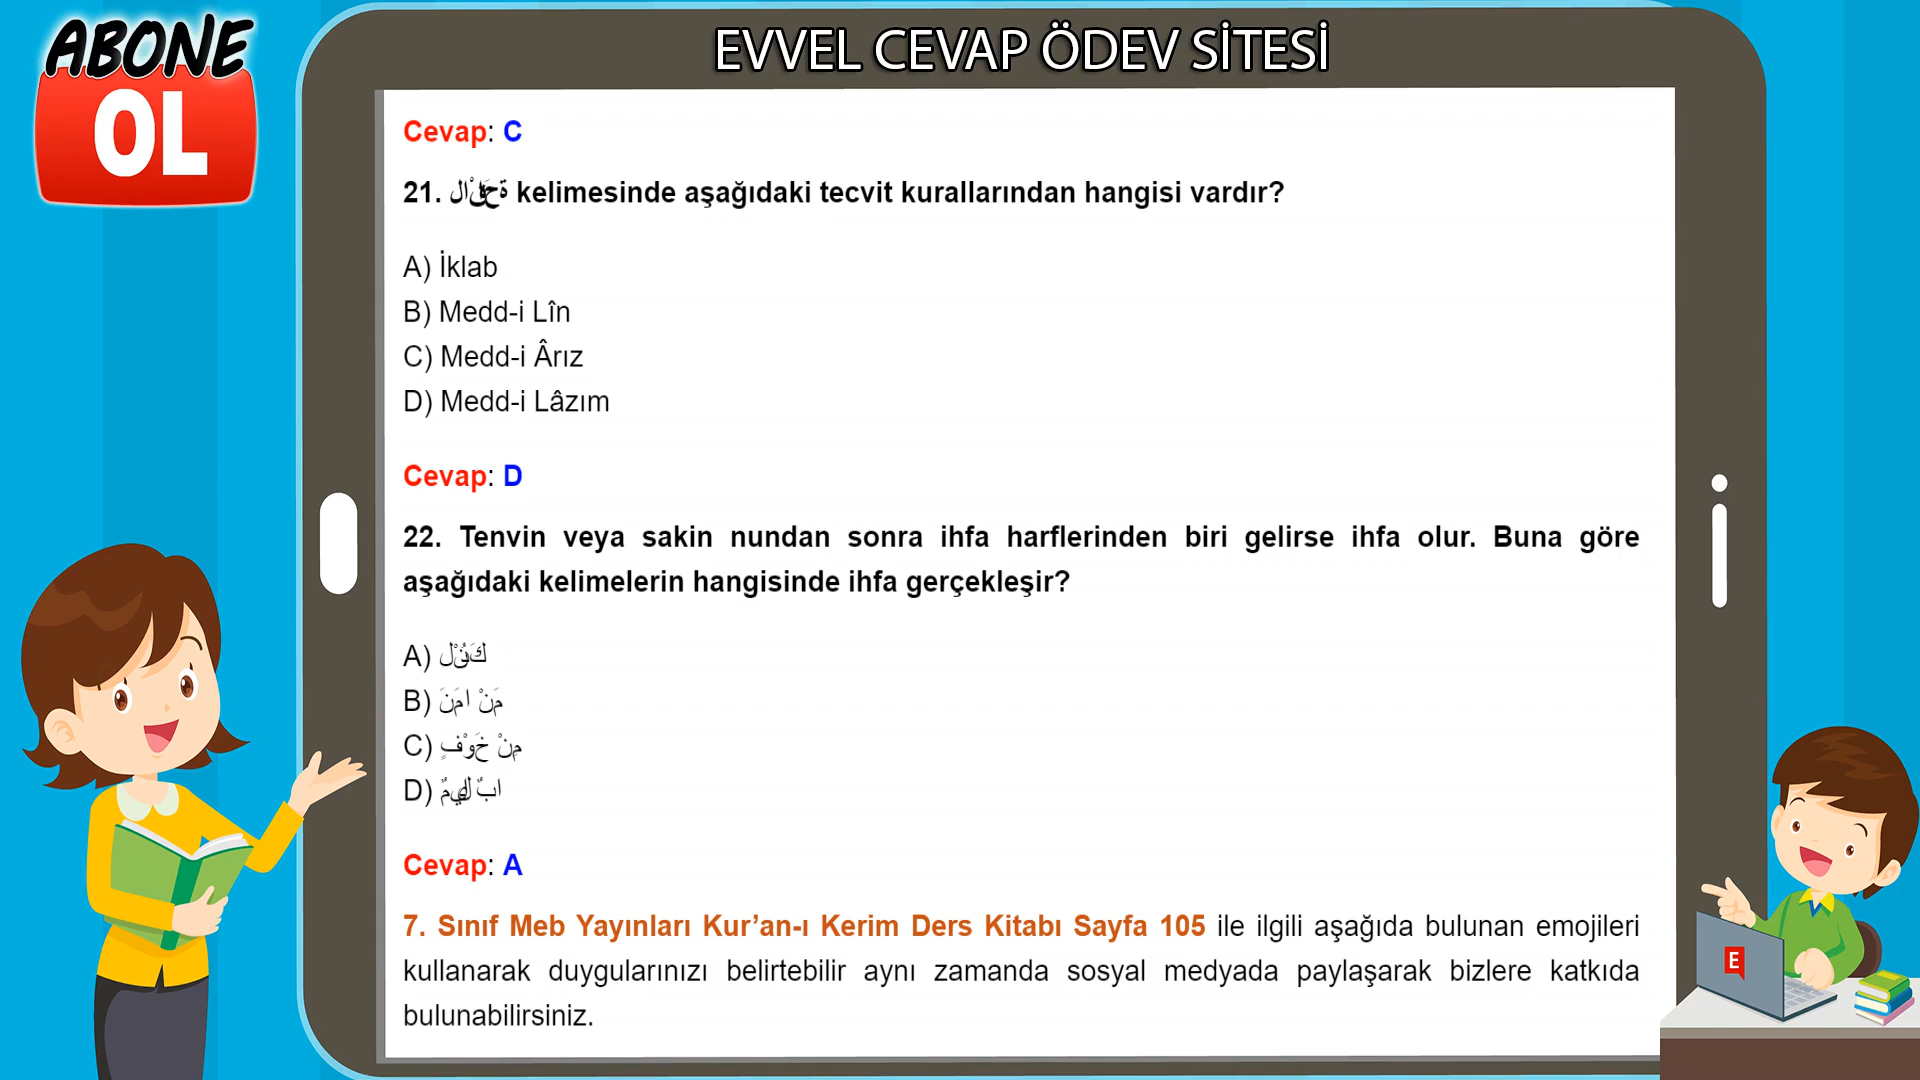 ABONE
OL
EVVEL CEVAP ÖDEV SİTESİ
Cevap: C
21. kelimesinde aşağıdaki tecvit kurallarından hangisi vardır?
A) İklab
B) Medd-i Lîn
C) Medd-i Ârız
D) Medd-i Lâzım
Cevap: D
22. Tenvin veya sakin nundan sonra ihfa harflerinden biri gelirse ihfa olur. Buna göre
aşağıdaki kelimelerin hangisinde ihfa gerçekleşir?
A)
B) مَنْ امَنَ
C) مِنْ خَوْفٍ
D)
Cevap: A
7. Sınıf Meb Yayınları Kur’an-ı Kerim Ders Kitabı Sayfa 105 ile ilgili aşağıda bulunan emojileri
kullanarak duygularınızı belirtebilir aynı zamanda sosyal medyada paylaşarak bizlere katkıda
bulunabilirsiniz.
E